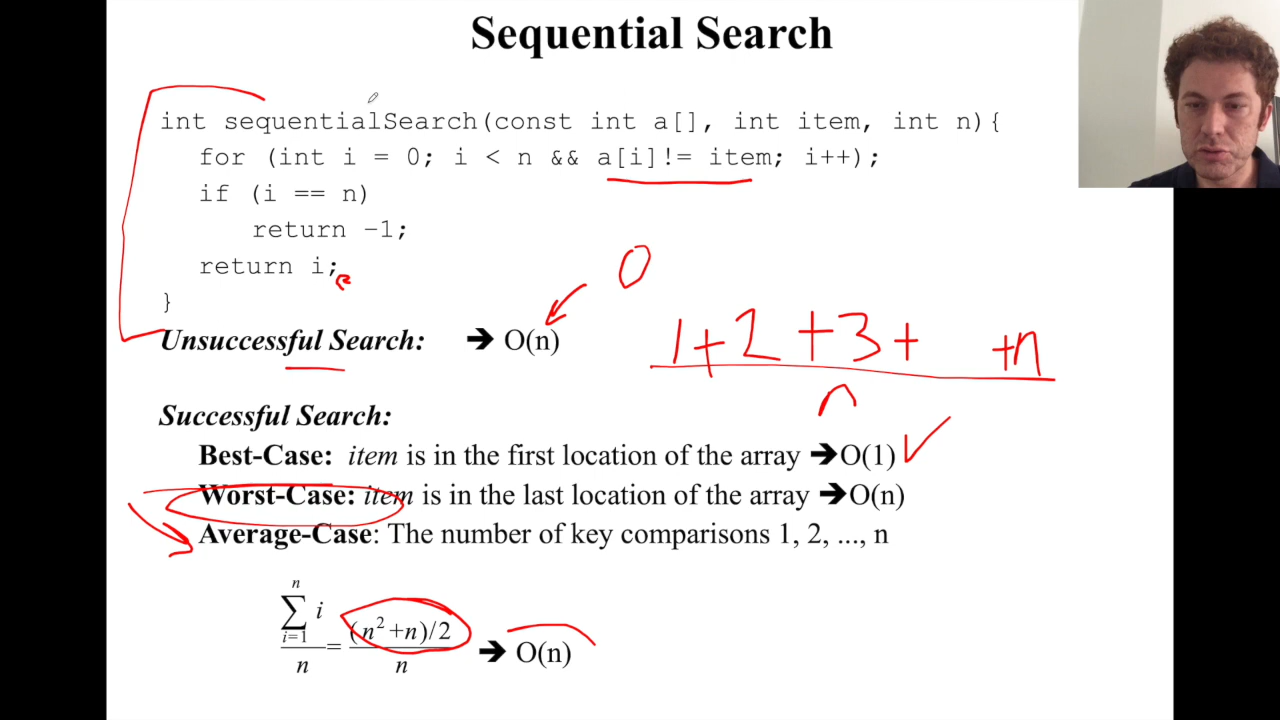 Sequential Search
int sequentialSearch(const int a[], int item, int n){
for (int i = 0; i < n && a[i]!= item; i++);
if (i == n)
return –1;
return i;
}
Unsuccessful Search: ➔ O(n)
0
1+2+3+ +n
n
Successful Search:
Best-Case: item is in the first location of the array ➔O(1)
Worst-Case: item is in the last location of the array ➔O(n)
Average-Case: The number of key comparisons 1, 2, ..., n
n
∑ i
i=1
n
=
(n²+n)/2
n
➔ O(n)